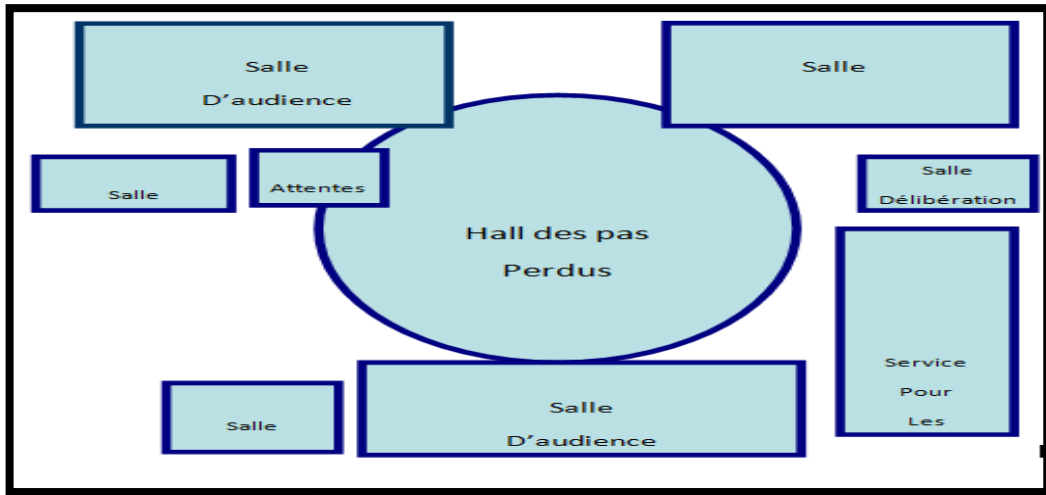 Salle
D'audience
Salle
Salle
Attentes
Salle
Délibération
Hall des pas
Perdus
Service
Pour
Les
Salle
Salle
D'audience